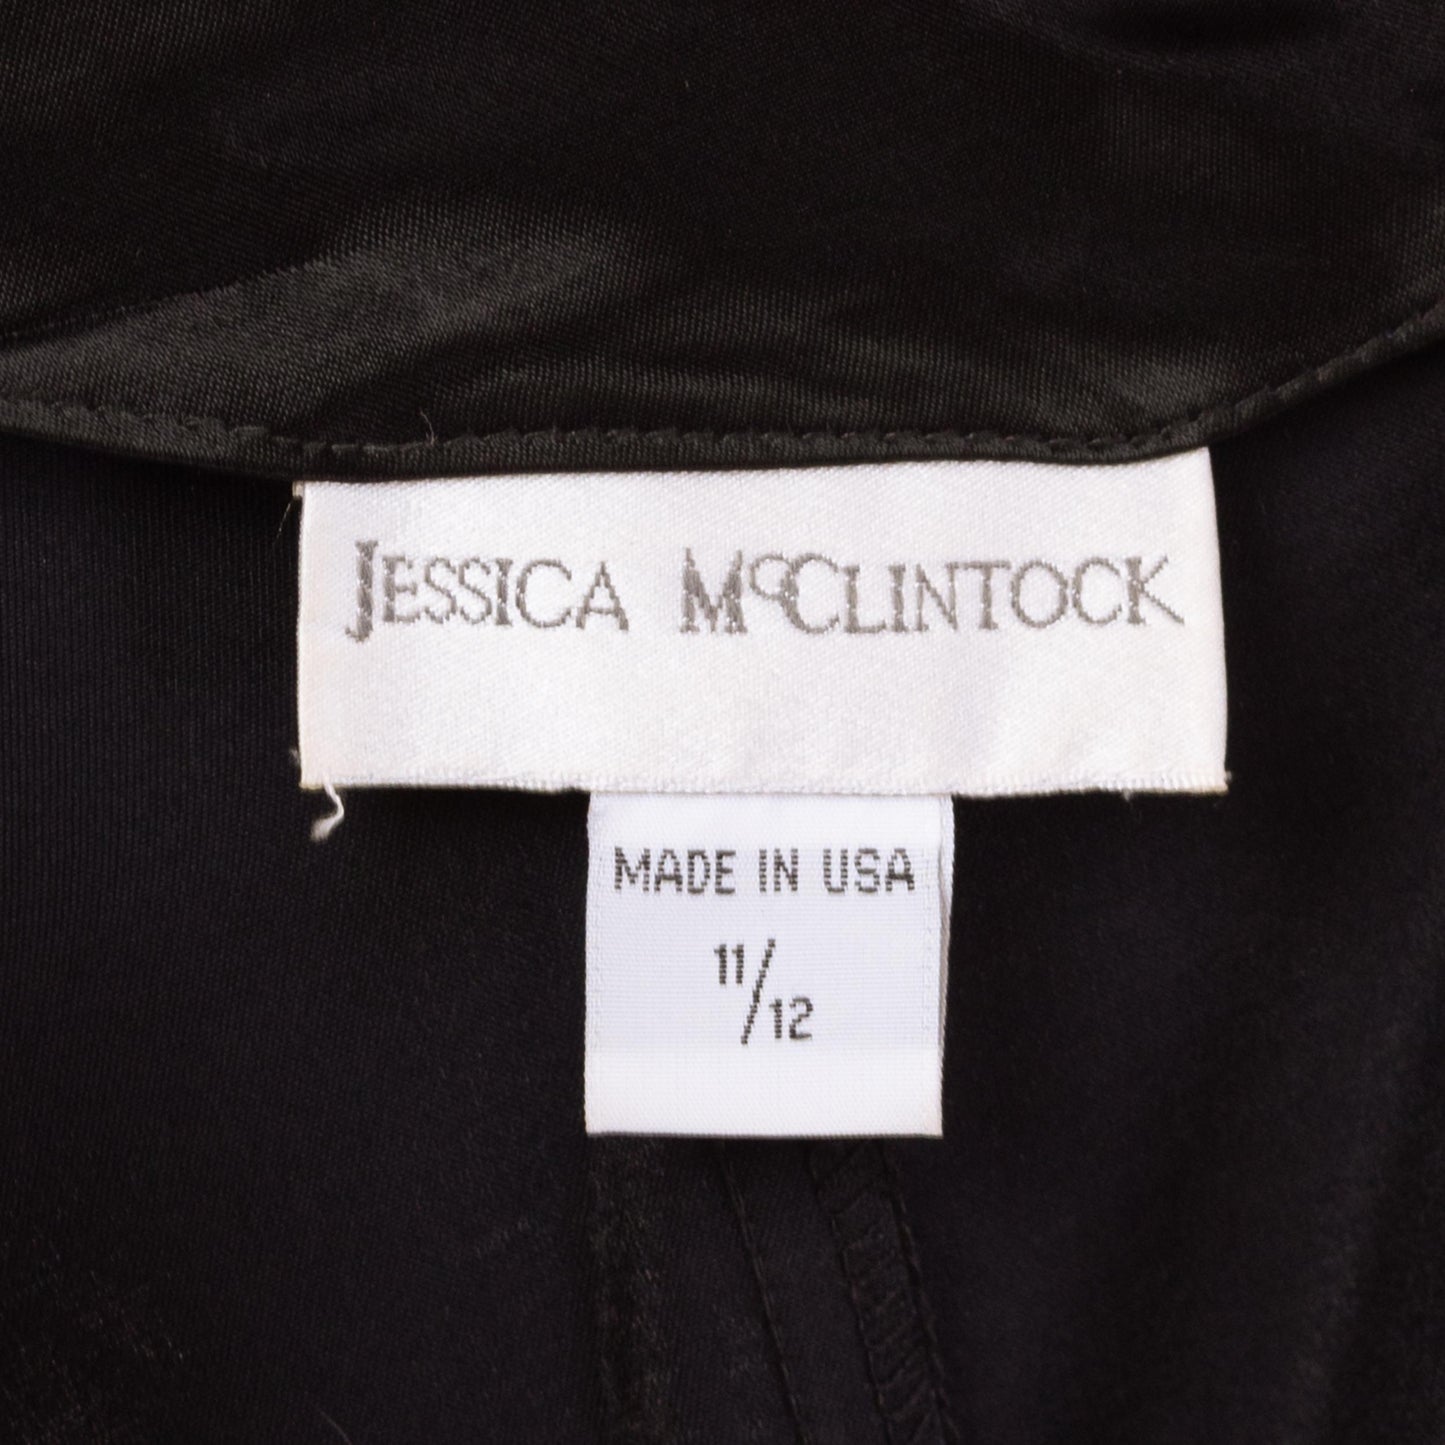 JESSICA McCLINTOCK
MADE IN USA
11/12